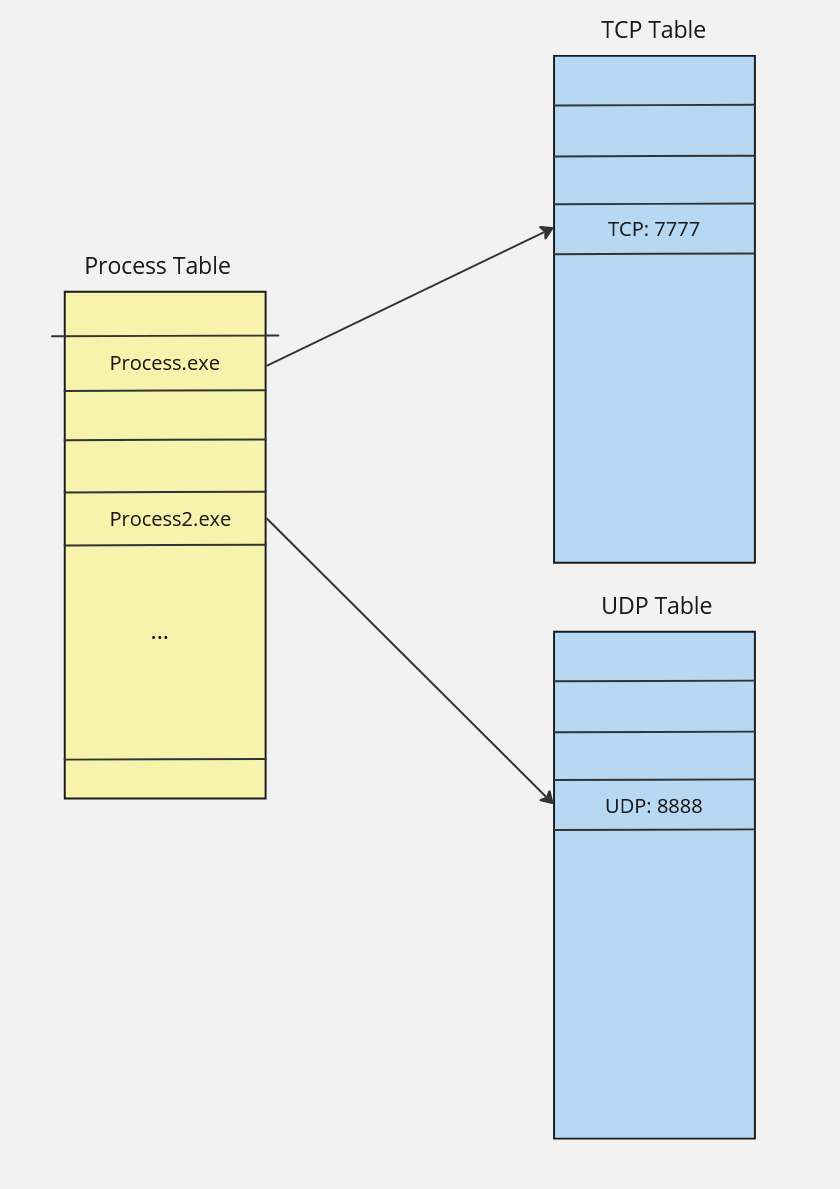 TCP Table
TCP: 7777
Process Table
Process.exe
Process2.exe
...
UDP Table
UDP: 8888